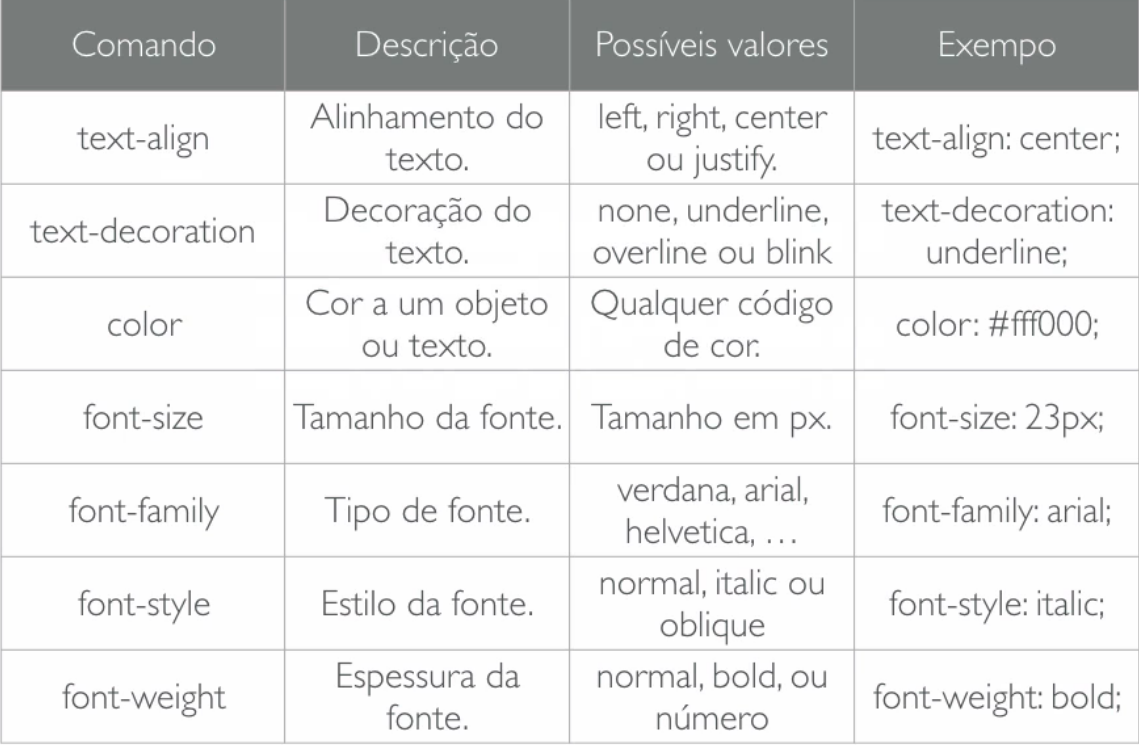 Comando Descrição Possíveis valores Exempo
text-align Alinhamento do texto. left, right, center ou justify. text-align: center;
text-decoration Decoração do texto. none, underline, overline ou blink text-decoration: underline;
color Cor a um objeto ou texto. Qualquer código de cor. color: #fff000;
font-size Tamanho da fonte. Tamanho em px. font-size: 23px;
font-family Tipo de fonte. verdana, arial, helvetica, … font-family: arial;
font-style Estilo da fonte. normal, italic ou oblique font-style: italic;
font-weight Espessura da fonte. normal, bold, ou número font-weight: bold;